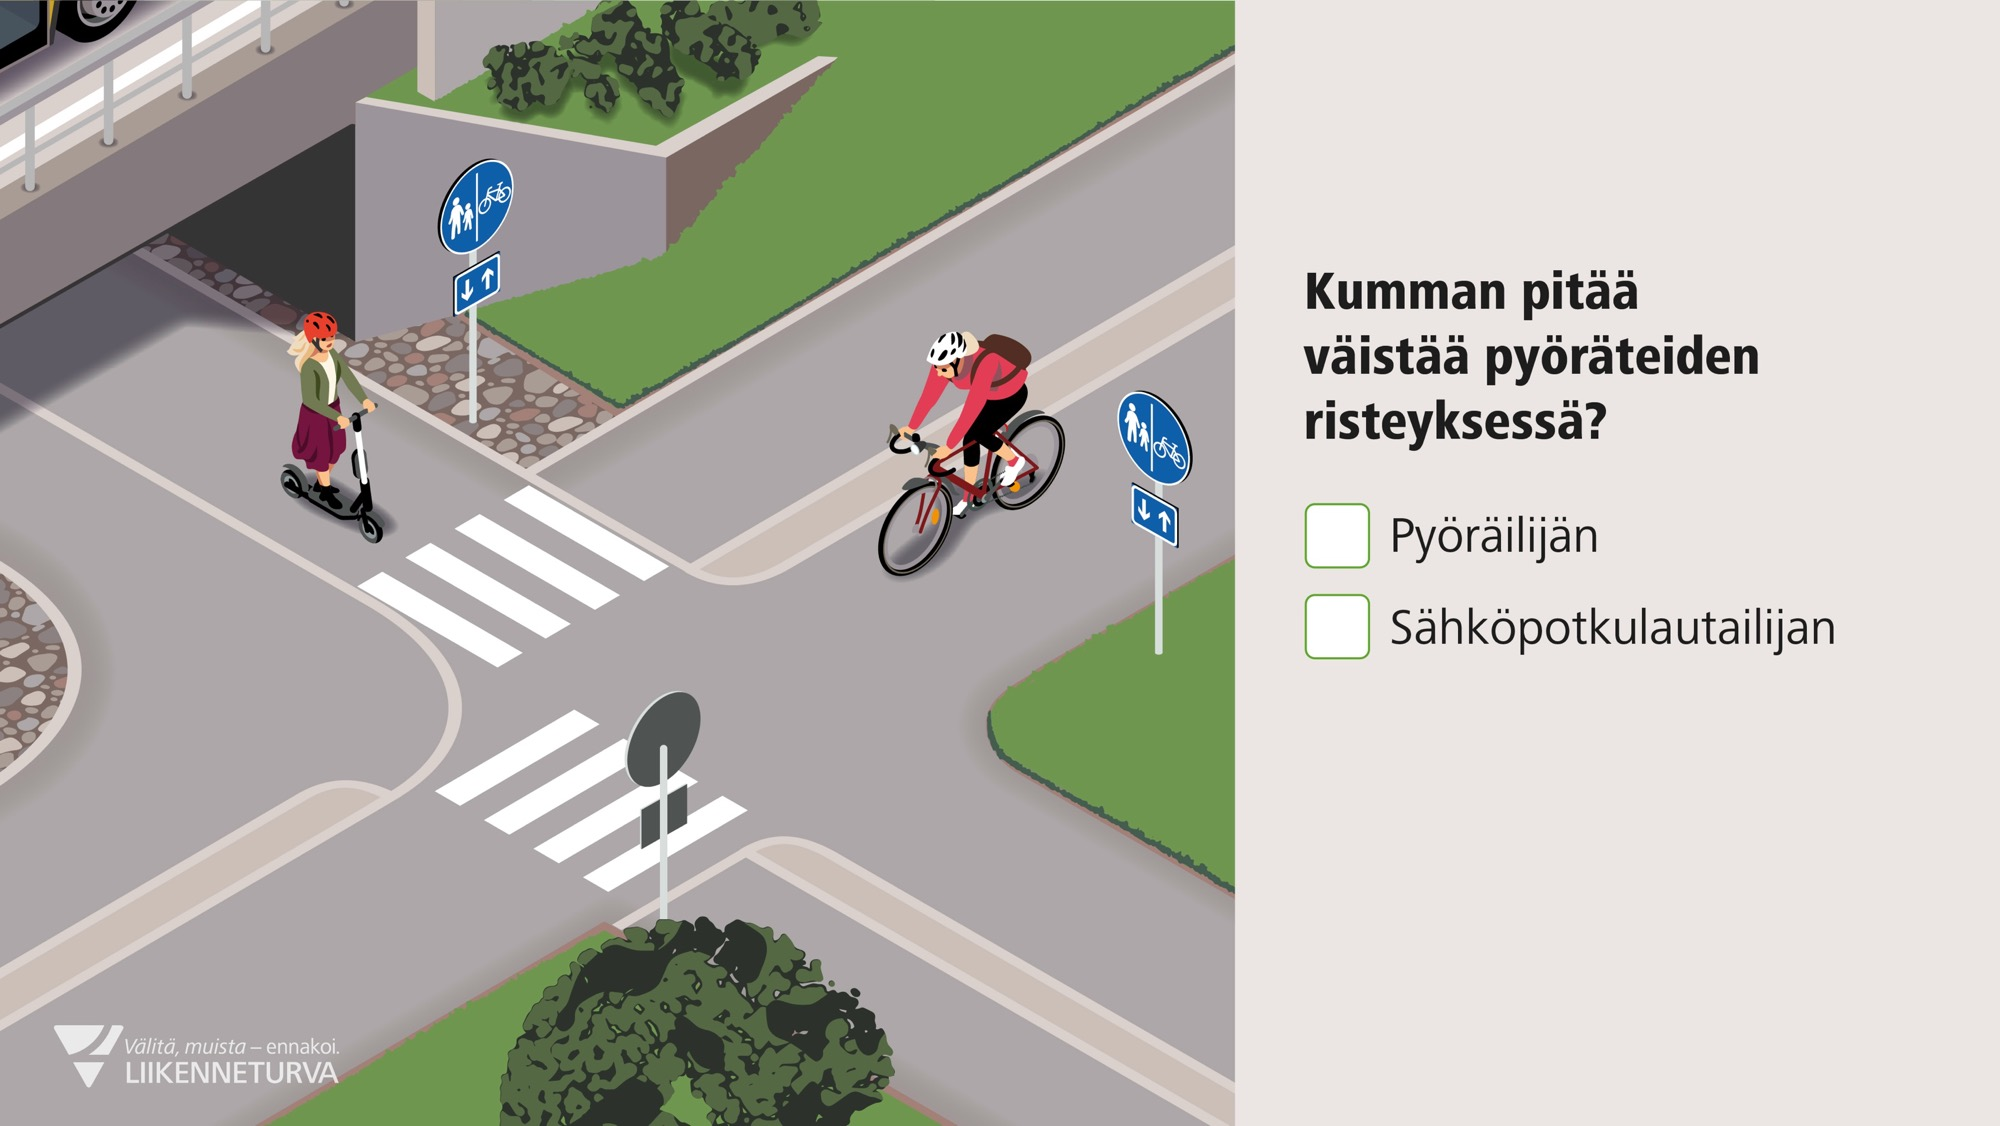 Kumman pitää
väistää pyöräteiden
risteyksessä?
Pyöräilijän
Sähköpotkulautailijan
Välitä, muista – ennakoi.
LIIKENNETURVA